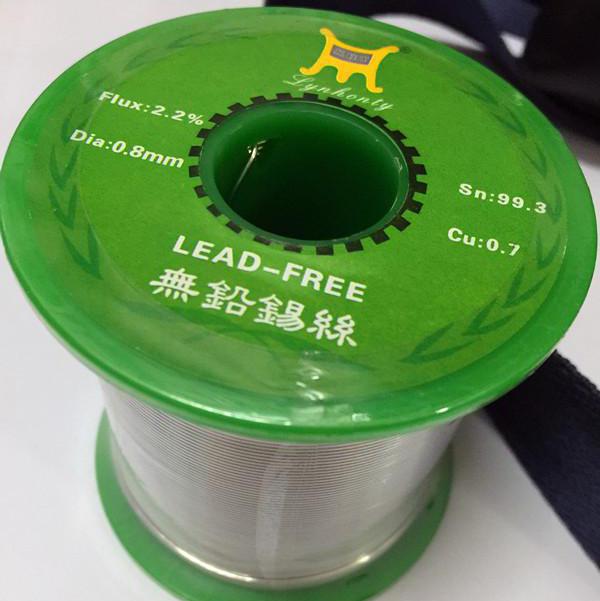 Lynhonty
Flux:2.2%
Dia:0.8mm
Sn:99.3
Cu:0.7
LEAD-FREE
無鉛錫絲